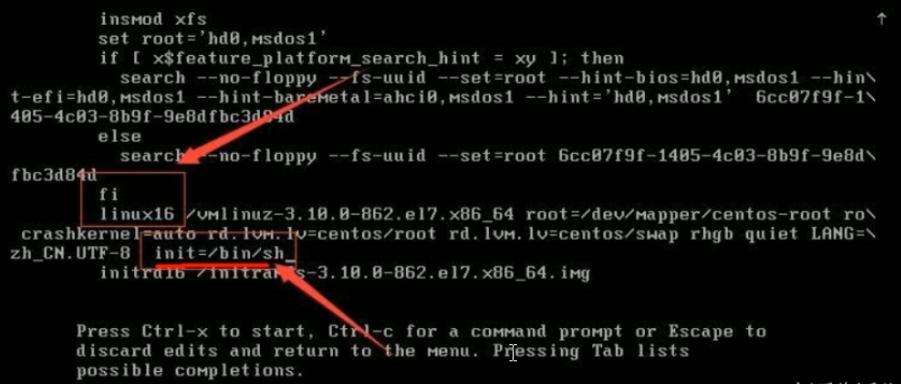 insmod xfs
set root='hd0,msdos1'
if [ x$feature_platform_search_hint = xy ]; then
search --no-floppy --fs-uuid --set=root --hint-bios=hd0,msdos1 --hin\
t-efi=hd0,msdos1 --hint-baremetal=ahci0,msdos1 --hint='hd0,msdos1'  6cc07f9f-1\
405-4c03-8b9f-9e8dfbc3d84d
else
search --no-floppy --fs-uuid --set=root 6cc07f9f-1405-4c03-8b9f-9e8d\
fbc3d84d
fi
linux16 /vmlinuz-3.10.0-862.el7.x86_64 root=/dev/mapper/centos-root ro\
crashkernel=auto rd.lvm.lv=centos/root rd.lvm.lv=centos/swap rhgb quiet LANG=\
zh_CN.UTF-8  init=/bin/sh_
initrd16 /initramfs-3.10.0-862.el7.x86_64.img
Press Ctrl-x to start, Ctrl-c for a command prompt or Escape to
discard edits and return to the menu. Pressing Tab lists
possible completions.